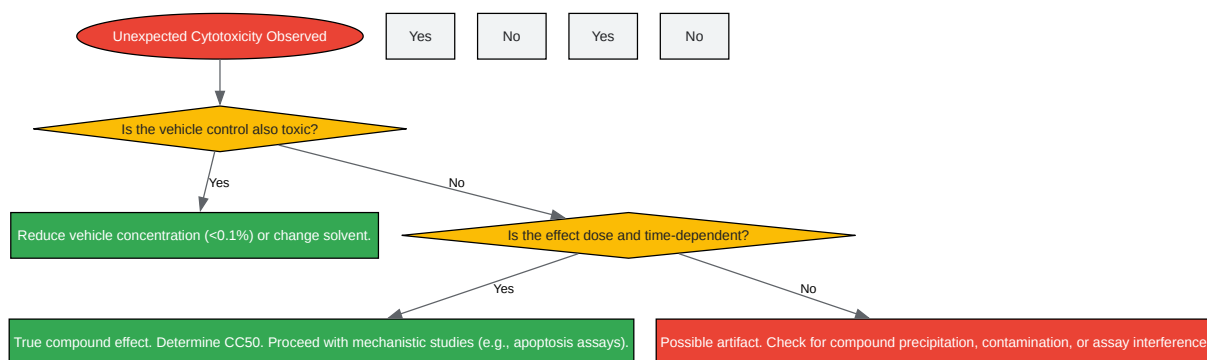 Unexpected Cytotoxicity Observed
Yes
No
Yes
No
Is the vehicle control also toxic?
Yes
No
Reduce vehicle concentration (<0.1%) or change solvent.
Is the effect dose and time-dependent?
Yes
No
True compound effect. Determine CC50. Proceed with mechanistic studies (e.g., apoptosis assays).
Possible artifact. Check for compound precipitation, contamination, or assay interference